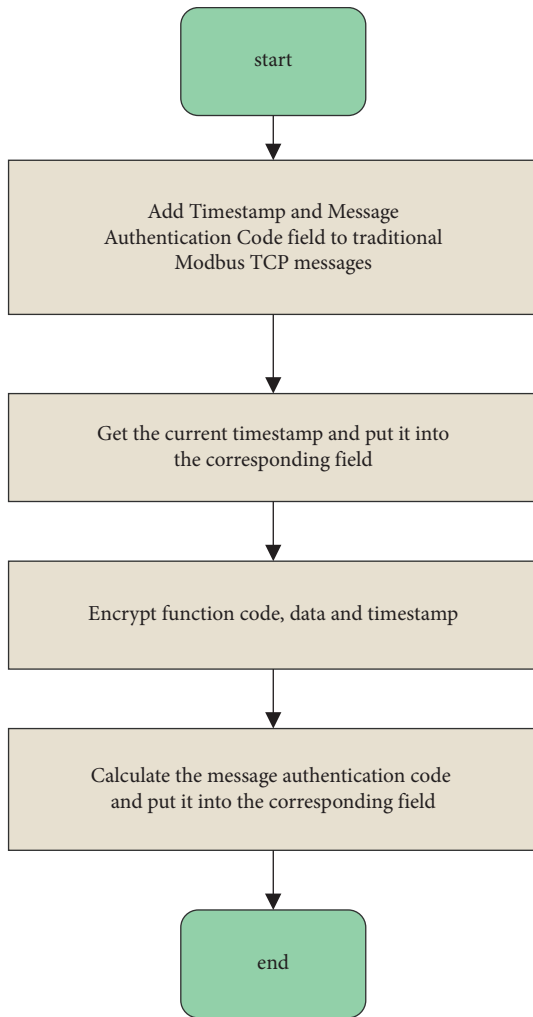 start
Add Timestamp and Message
Authentication Code field to traditional
Modbus TCP messages
Get the current timestamp and put it into
the corresponding field
Encrypt function code, data and timestamp
Calculate the message authentication code
and put it into the corresponding field
end